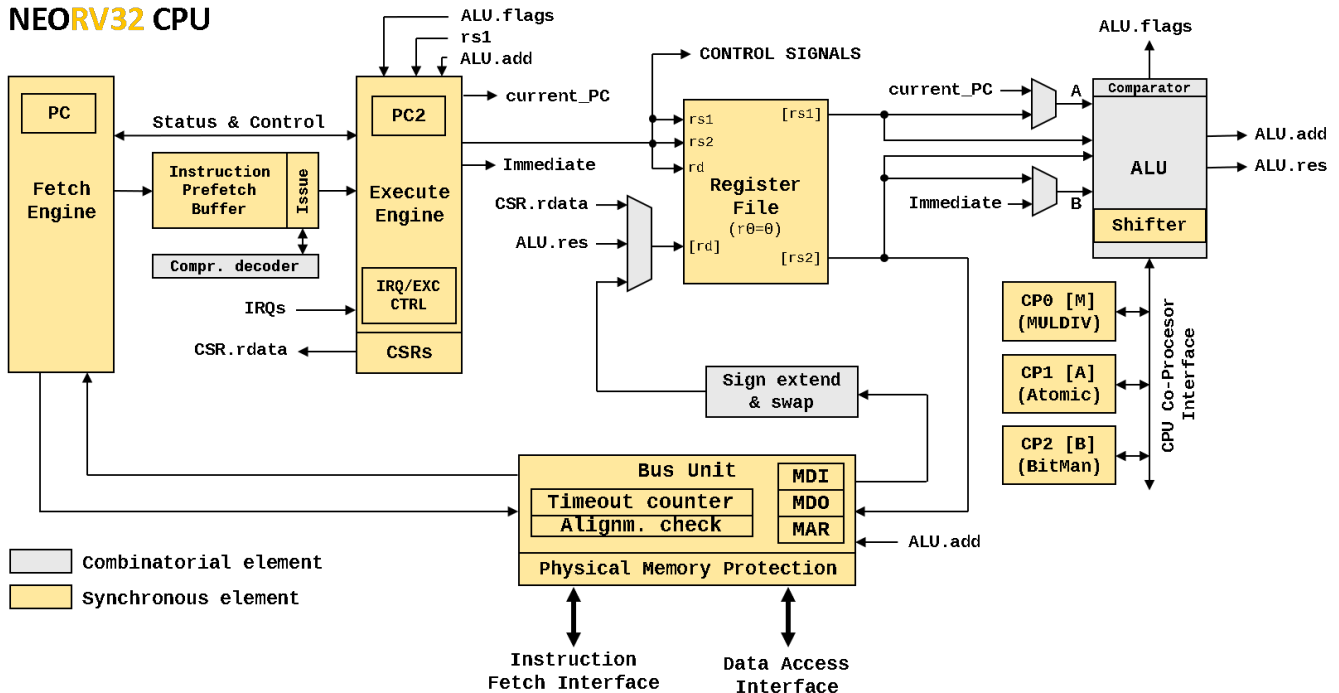 NEORV32 CPU
ALU.flags
rs1
ALU.add
CONTROL SIGNALS
ALU.flags
PC
Fetch
Engine
Status & Control
Instruction
Prefetch
Buffer
Issue
Compr. decoder
PC2
Execute
Engine
IRQ/EXC
CTRL
CSRs
IRQs
CSR.rdata
current_PC
Immediate
CSR.rdata
ALU.res
rs1
rs2
rd
[rd]
[rs1]
[rs2]
Register
File
(r0=0)
current_PC
A
Immediate
B
Comparator
ALU
Shifter
ALU.add
ALU.res
CP0 [M]
(MULDIV)
CP1 [A]
(Atomic)
CP2 [B]
(BitMan)
CPU Co-Procesor
Interface
Sign extend
& swap
Bus Unit
Timeout counter
Alignm. check
MDI
MDO
MAR
ALU.add
Physical Memory Protection
Combinatorial element
Synchronous element
Instruction
Fetch Interface
Data Access
Interface